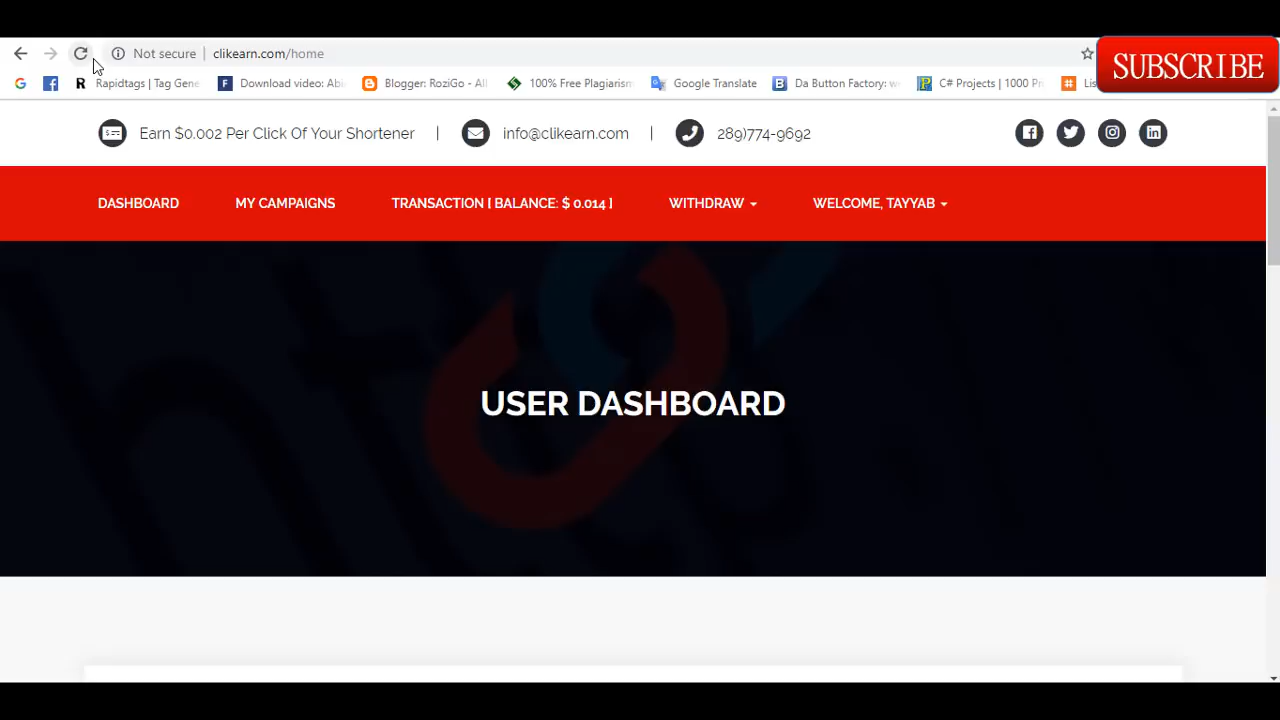 Not secure | clikearn.com/home
SUBSCRIBE
Rapidtags | Tag Gene
Download video: Abi
Blogger: RoziGo - All
100% Free Plagiarism
Google Translate
Da Button Factory: w
C# Projects | 1000 Pr
Lis
Earn $0.002 Per Click Of Your Shortener | info@clikearn.com | 289)774-9692
DASHBOARD MY CAMPAIGNS TRANSACTION [ BALANCE: $ 0.014 ] WITHDRAW WELCOME, TAYYAB
USER DASHBOARD